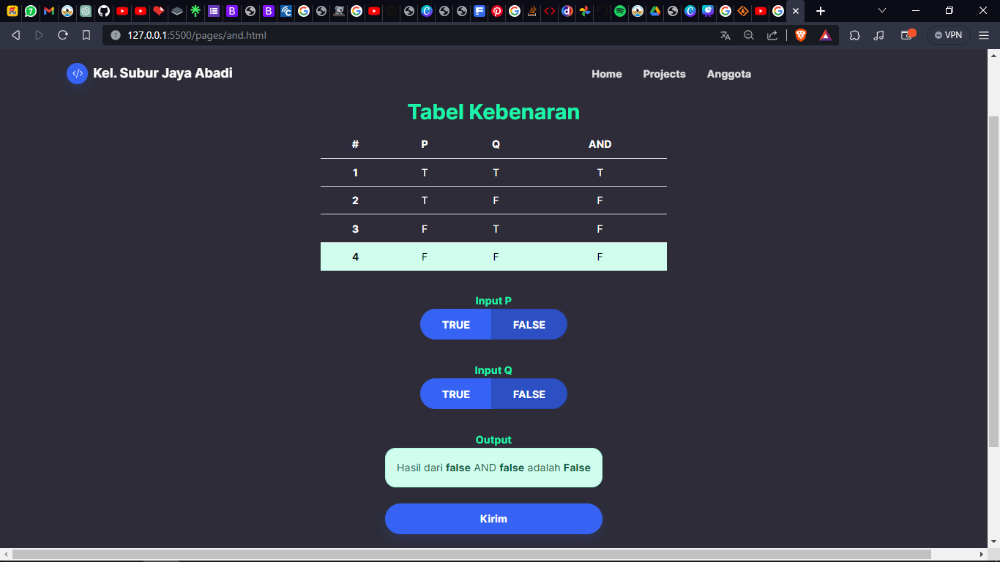 127.0.0.1:5500/pages/and.html
VPN
Kel. Subur Jaya Abadi
Home Projects Anggota
Tabel Kebenaran
# P Q AND
1 T T T
2 T F F
3 F T F
4 F F F
Input P
TRUE FALSE
Input Q
TRUE FALSE
Output
Hasil dari false AND false adalah False
Kirim